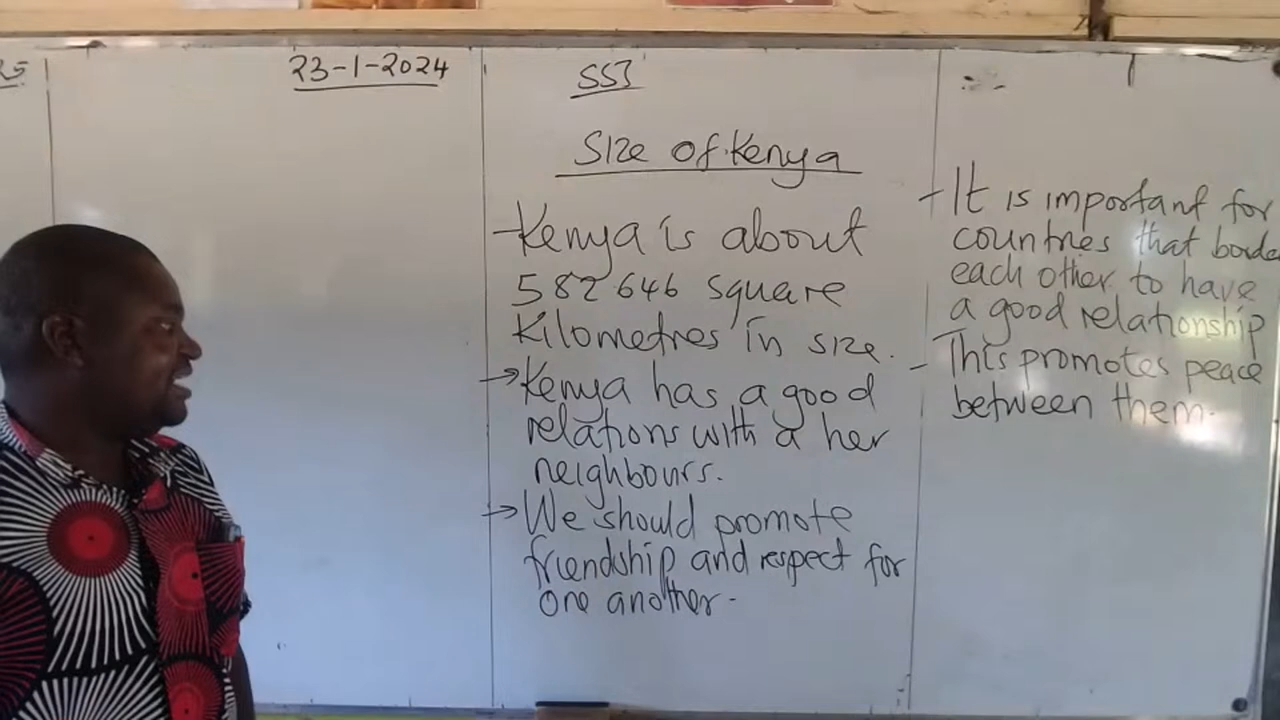 23-1-2024
SST
Size of Kenya
-Kenya is about
582 646 square
kilometres in size.
→Kenya has a good
relations with a her
neighbours.
→We should promote
friendship and respect for
one another.
-It is important for
countries that border
each other to have
a good relationship
- This promotes peace
between them.